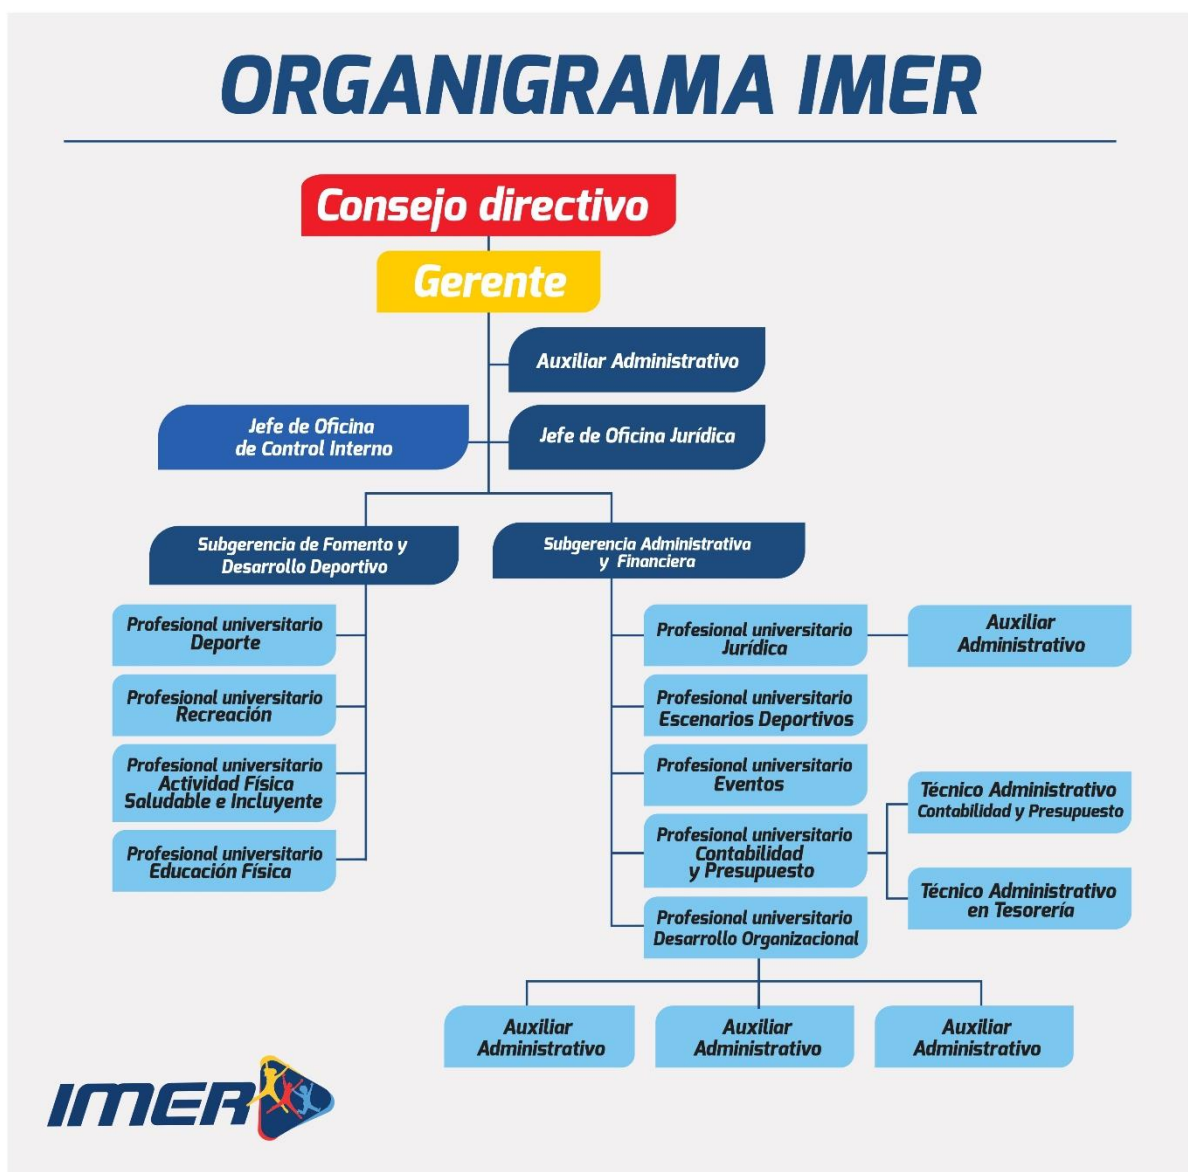 ORGANIGRAMA IMER
Consejo directivo
Gerente
Auxiliar Administrativo
Jefe de Oficina
de Control Interno
Jefe de Oficina Jurídica
Subgerencia de Fomento y
Desarrollo Deportivo
Subgerencia Administrativa
y Financiera
Profesional universitario
Deporte
Profesional universitario
Recreación
Profesional universitario
Actividad Física
Saludable e Incluyente
Profesional universitario
Educación Física
Profesional universitario
Jurídica
Auxiliar
Administrativo
Profesional universitario
Escenarios Deportivos
Profesional universitario
Eventos
Profesional universitario
Contabilidad
y Presupuesto
Técnico Administrativo
Contabilidad y Presupuesto
Técnico Administrativo
en Tesorería
Profesional universitario
Desarrollo Organizacional
Auxiliar
Administrativo
Auxiliar
Administrativo
Auxiliar
Administrativo
IMER